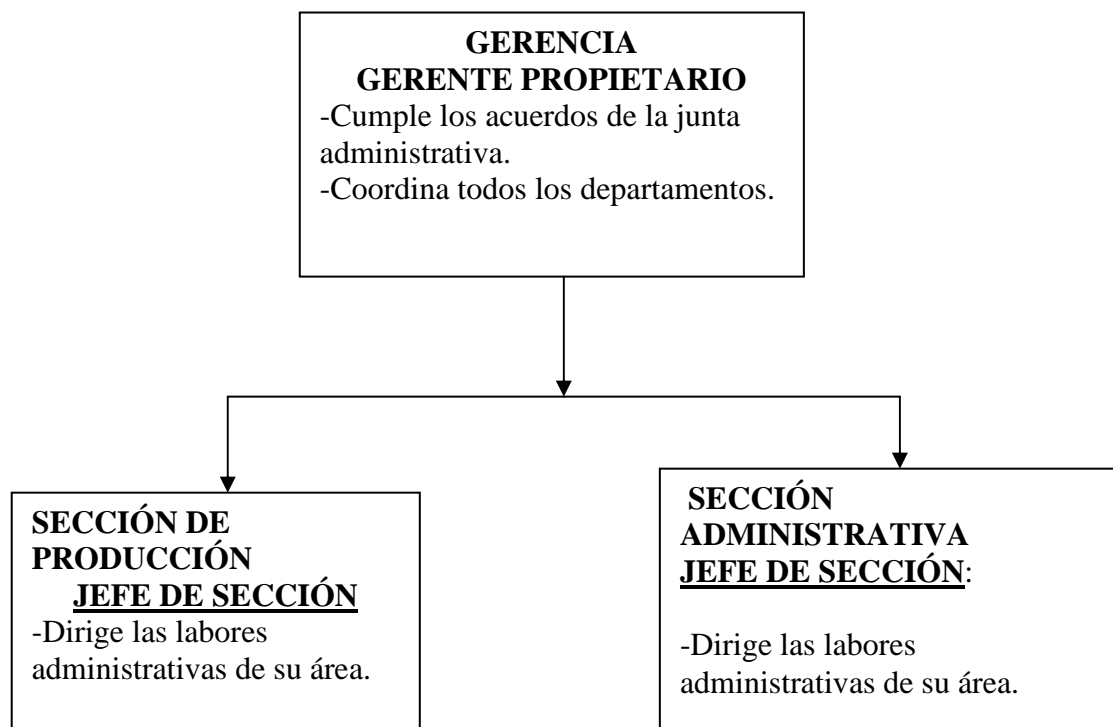 GERENCIA
GERENTE PROPIETARIO
-Cumple los acuerdos de la junta
administrativa.
-Coordina todos los departamentos.
SECCIÓN DE
PRODUCCIÓN
JEFE DE SECCIÓN
-Dirige las labores
administrativas de su área.
SECCIÓN
ADMINISTRATIVA
JEFE DE SECCIÓN:
-Dirige las labores
administrativas de su área.